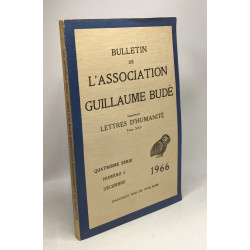 BULLETIN
DE
L'ASSOCIATION
GUILLAUME BUDÉ
LETTRES D'HUMANITÉ
QUATRIÈME SÉRIE
NUMÉRO 4
DÉCEMBRE
1966